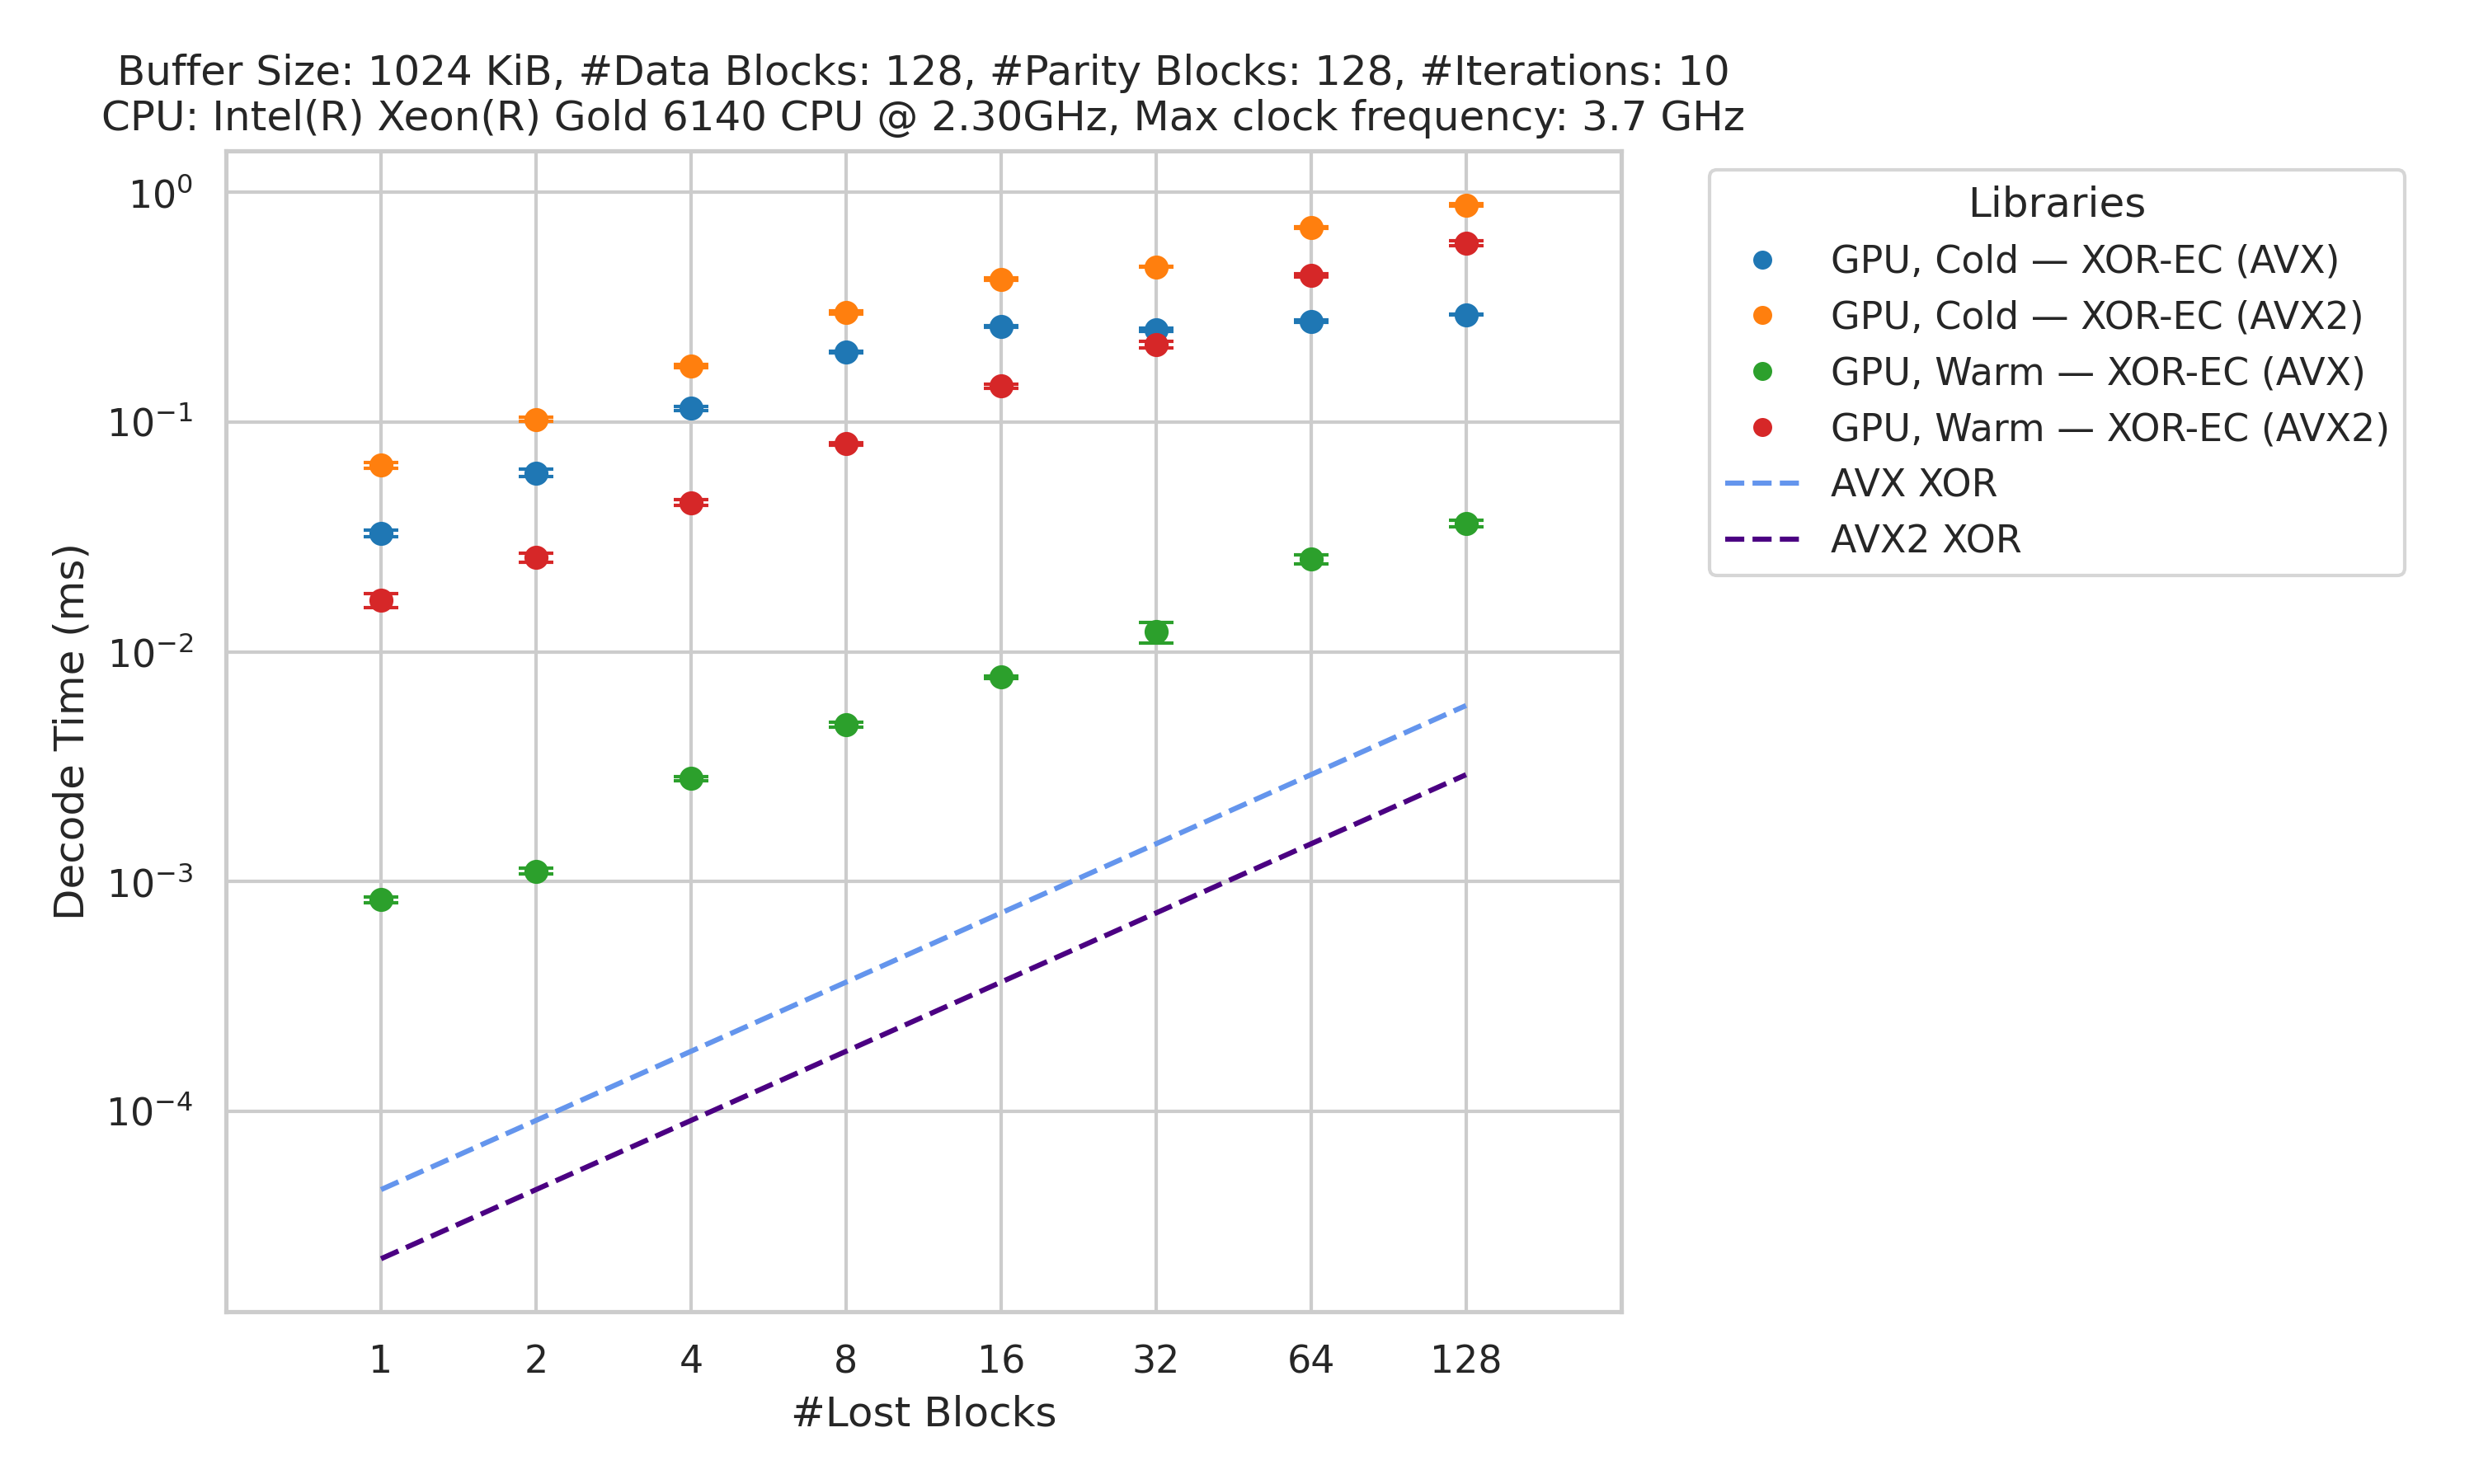 Buffer Size: 1024 KiB, #Data Blocks: 128, #Parity Blocks: 128, #Iterations: 10
CPU: Intel(R) Xeon(R) Gold 6140 CPU @ 2.30GHz, Max clock frequency: 3.7 GHz
Decode Time (ms)
10⁰
10⁻¹
10⁻²
10⁻³
10⁻⁴
1 2 4 8 16 32 64 128
#Lost Blocks
Libraries
GPU, Cold — XOR-EC (AVX)
GPU, Cold — XOR-EC (AVX2)
GPU, Warm — XOR-EC (AVX)
GPU, Warm — XOR-EC (AVX2)
AVX XOR
AVX2 XOR